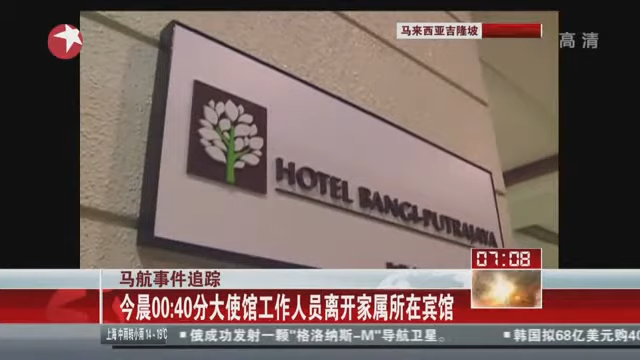 马来西亚吉隆坡
高清
HOTEL BANGI-PUTRAJAYA
07:08
马航事件追踪
今晨00:40分大使馆工作人员离开家属所在宾馆
上海 中雨转小雨 14-19℃
俄成功发射一颗"格洛纳斯-M"导航卫星。
韩国拟68亿美元购40